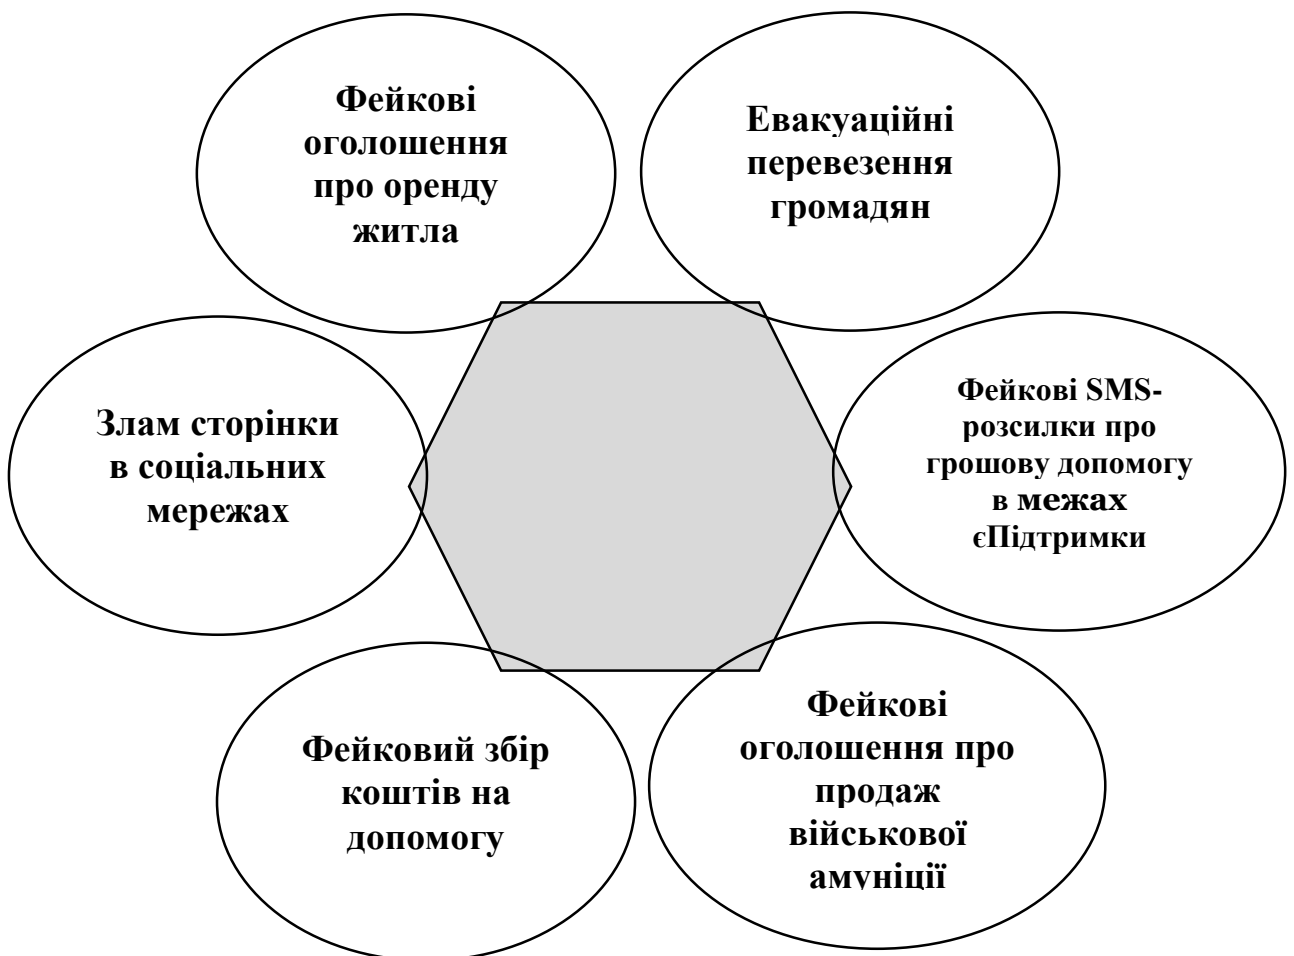 Фейкові
оголошення
про оренду
житла
Евакуаційні
перевезення
громадян
Злам сторінки
в соціальних
мережах
Фейкові SMS-
розсилки про
грошову допомогу
в межах
єПідтримки
Фейковий збір
коштів на
допомогу
Фейкові
оголошення про
продаж
військової
амуніції